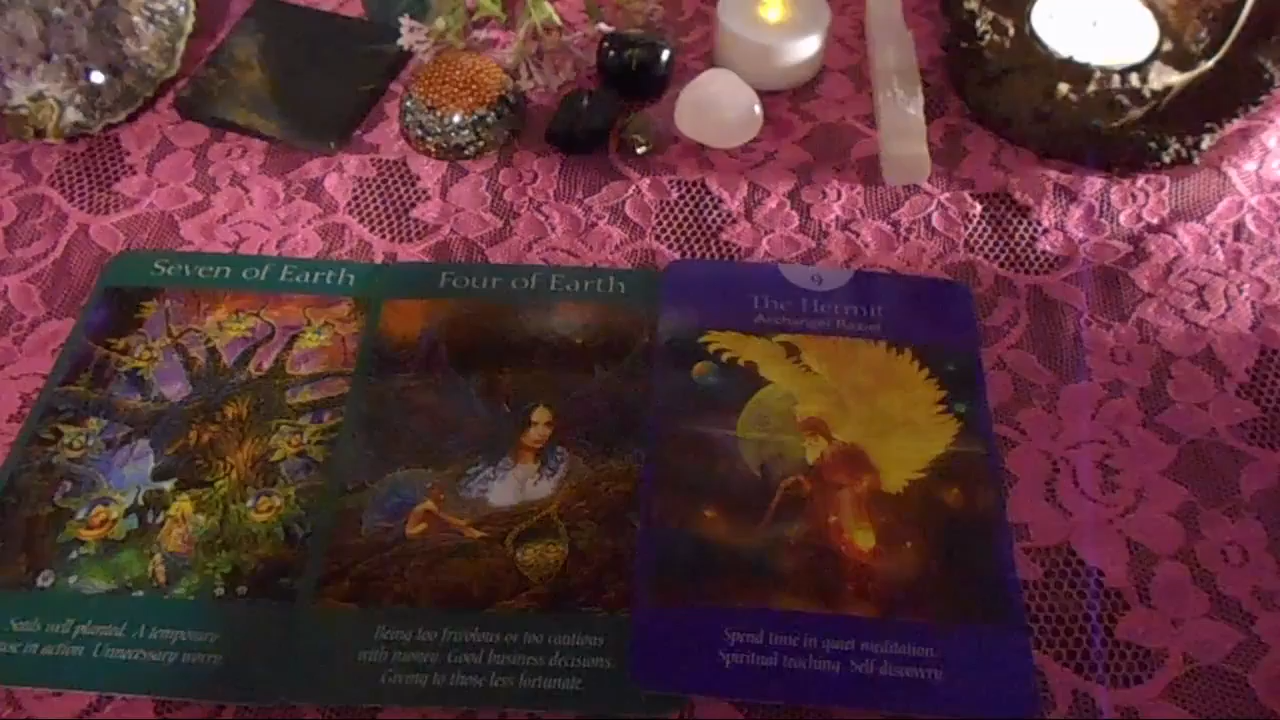 Seven of Earth
Seeds well planted. A temporary
in action. Unnecessary worry.
Four of Earth
Being too frivolous or too cautious
with money. Good business decisions.
Giving to those less fortunate.
9
The Hermit
Archangel Raziel
Spend time in quiet meditation.
Spiritual teaching. Self discovery.